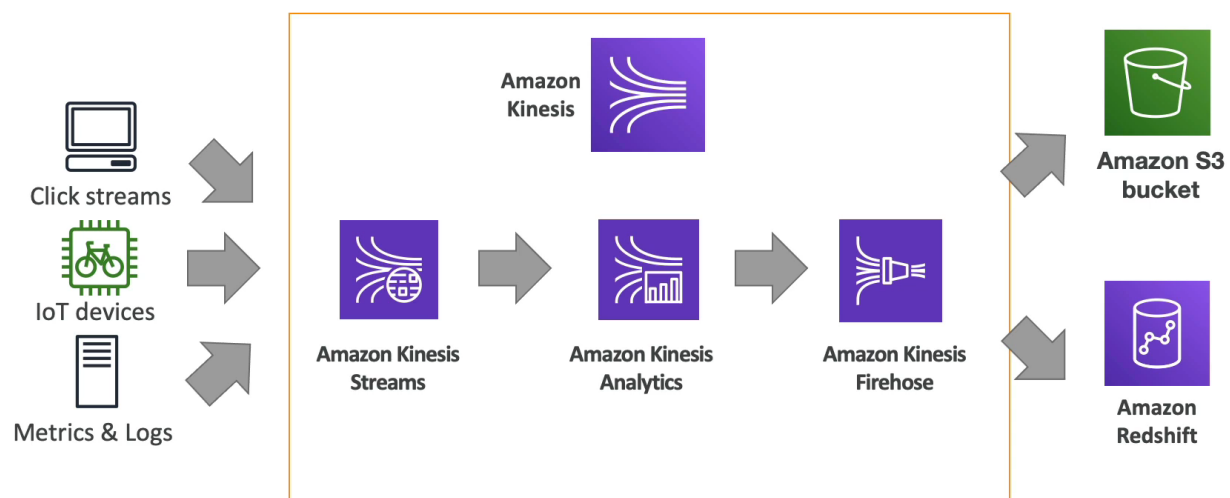 Amazon
Kinesis
Click streams
IoT devices
Metrics & Logs
Amazon Kinesis
Streams
Amazon Kinesis
Analytics
Amazon Kinesis
Firehose
Amazon S3
bucket
Amazon
Redshift